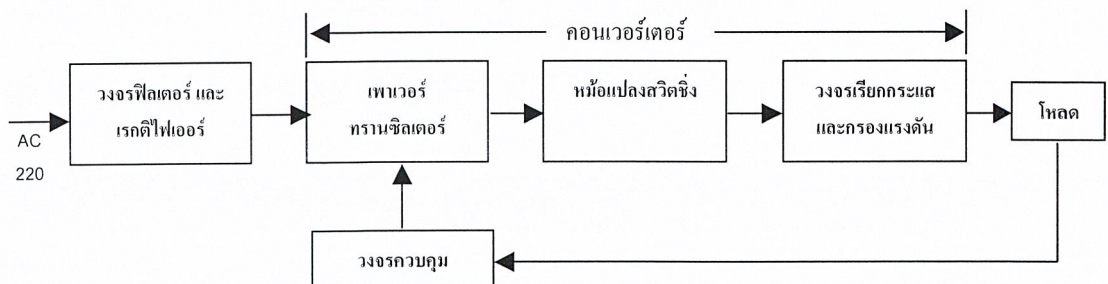 คอนเวอร์เตอร์
วงจรฟิลเตอร์ และ
เรกติไฟเออร์
เพาเวอร์
ทรานซิลเตอร์
หม้อแปลงสวิตชิ่ง
วงจรเรียกกระแส
และกรองแรงดัน
โหลด
AC
220
วงจรควบคุม